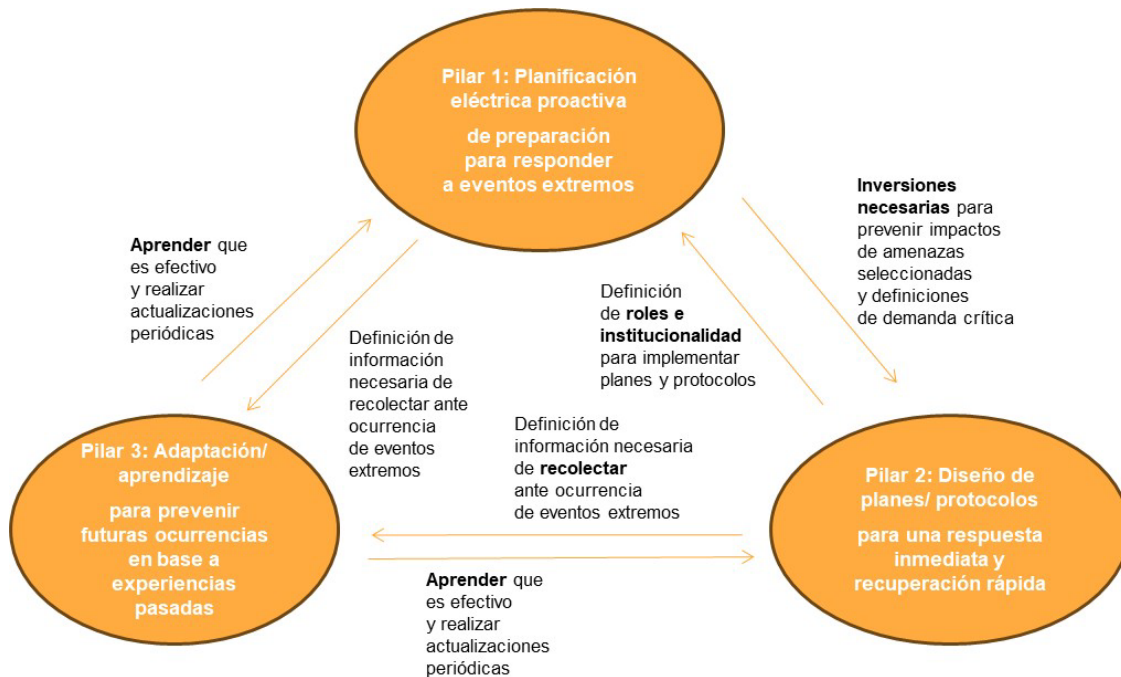 Pilar 1: Planificación
eléctrica proactiva
de preparación
para responder
a eventos extremos
Aprender que
es efectivo
y realizar
actualizaciones
periódicas
Inversiones
necesarias para
prevenir impactos
de amenazas
seleccionadas
y definiciones
de demanda crítica
Definición
de roles e
institucionalidad
para implementar
planes y protocolos
Definición de
información
necesaria de
recolectar ante
ocurrencia
de eventos
extremos
Definición de
información necesaria
de recolectar
ante ocurrencia
de eventos extremos
Pilar 3: Adaptación/
aprendizaje
para prevenir
futuras ocurrencias
en base a
experiencias
pasadas
Pilar 2: Diseño de
planes/ protocolos
para una respuesta
inmediata y
recuperación rápida
Aprender que
es efectivo
y realizar
actualizaciones
periódicas